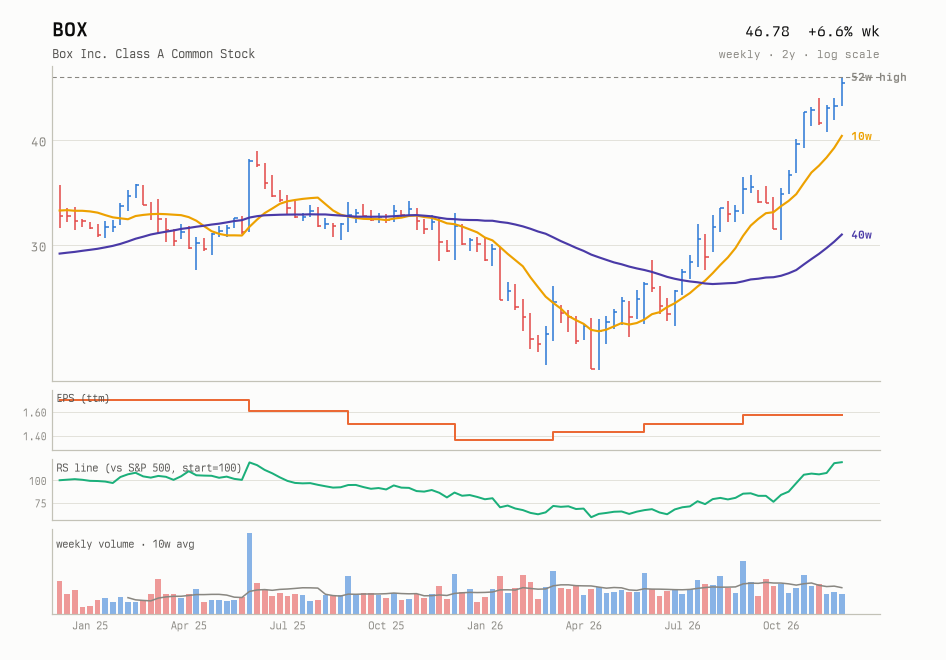 BOX
46.78 +6.6% wk
Box Inc. Class A Common Stock
weekly · 2y · log scale
52w high
40
10w
40w
30
EPS (ttm)
1.60
1.40
RS line (vs S&P 500, start=100)
100
75
weekly volume · 10w avg
Jan 25 Apr 25 Jul 25 Oct 25 Jan 26 Apr 26 Jul 26 Oct 26